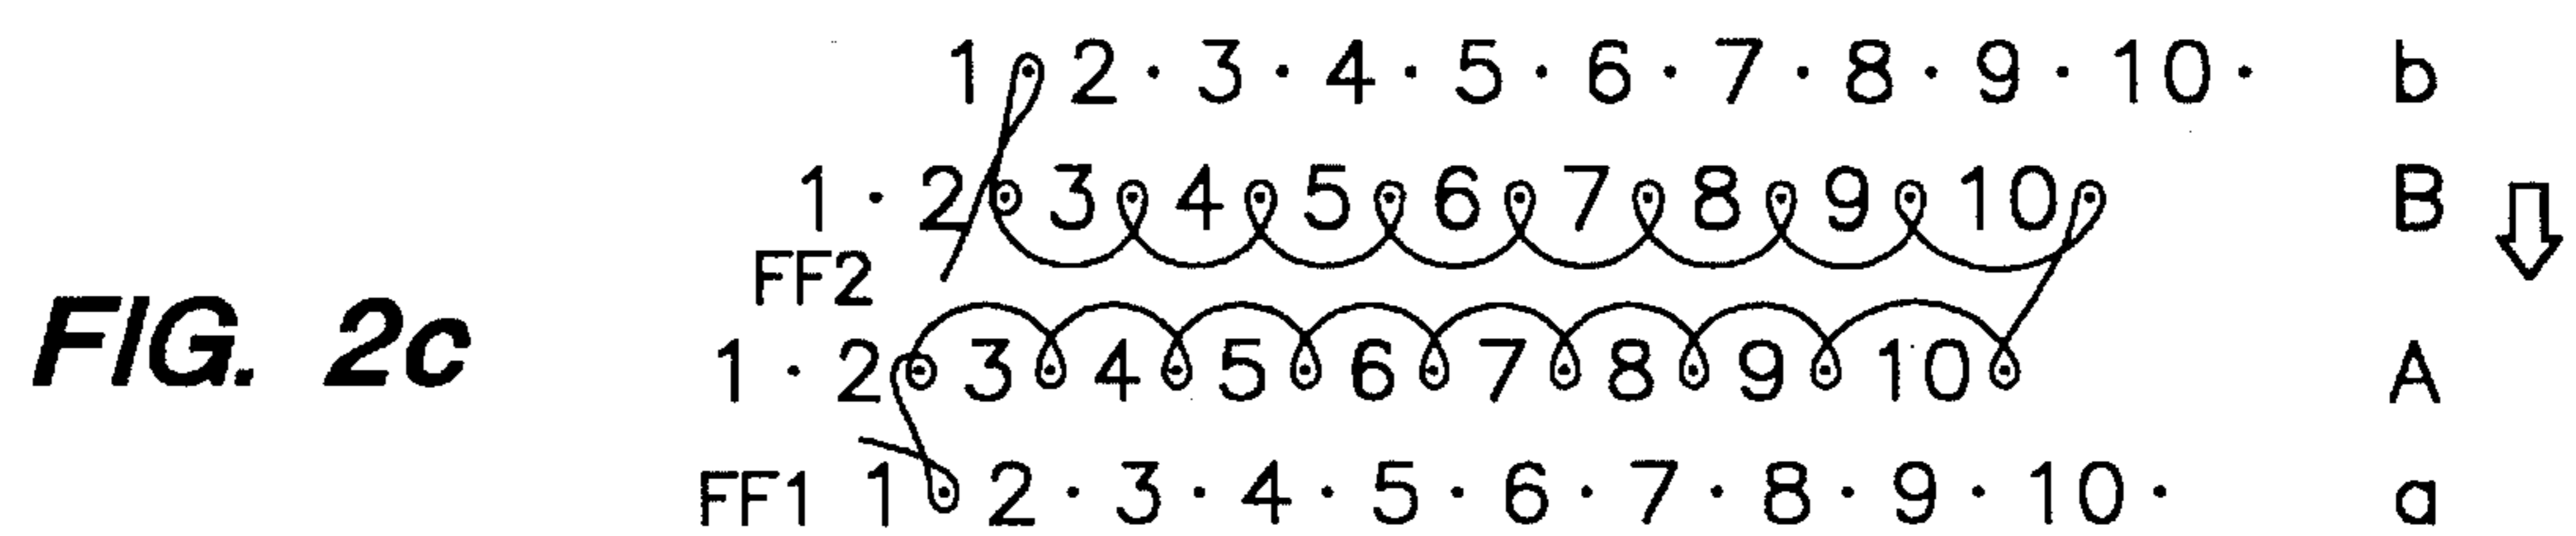 1 2 · 3 · 4 · 5 · 6 · 7 · 8 · 9 · 10 · b
1 · 2 3 4 5 6 7 8 9 10 B
FF2
FIG. 2c
1 · 2 3 4 5 6 7 8 9 10 A
FF1 1 2 · 3 · 4 · 5 · 6 · 7 · 8 · 9 · 10 · a